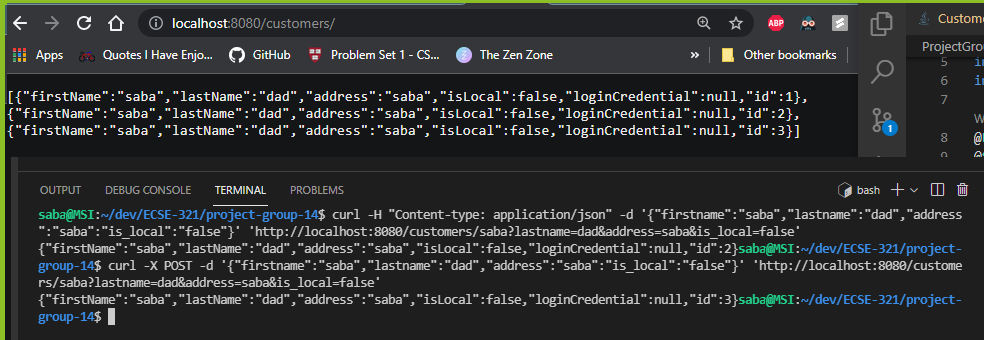 localhost:8080/customers/
ABP
Apps Quotes I Have Enjo... GitHub Problem Set 1 - CS... The Zen Zone » Other bookmarks
[{"firstName":"saba","lastName":"dad","address":"saba","isLocal":false,"loginCredential":null,"id":1},
{"firstName":"saba","lastName":"dad","address":"saba","isLocal":false,"loginCredential":null,"id":2},
{"firstName":"saba","lastName":"dad","address":"saba","isLocal":false,"loginCredential":null,"id":3}]
1
Custome
ProjectGrou
5 in
6 in
7
W
8 @
9
OUTPUT DEBUG CONSOLE TERMINAL PROBLEMS bash
saba@MSI:~/dev/ECSE-321/project-group-14$ curl -H "Content-type: application/json" -d '{"firstname":"saba","lastname":"dad","address
":"saba":"is_local":"false"}' 'http://localhost:8080/customers/saba?lastname=dad&address=saba&is_local=false'
{"firstName":"saba","lastName":"dad","address":"saba","isLocal":false,"loginCredential":null,"id":2}saba@MSI:~/dev/ECSE-321/project-
group-14$ curl -X POST -d '{"firstname":"saba","lastname":"dad","address":"saba":"is_local":"false"}' 'http://localhost:8080/custome
rs/saba?lastname=dad&address=saba&is_local=false'
{"firstName":"saba","lastName":"dad","address":"saba","isLocal":false,"loginCredential":null,"id":3}saba@MSI:~/dev/ECSE-321/project-
group-14$